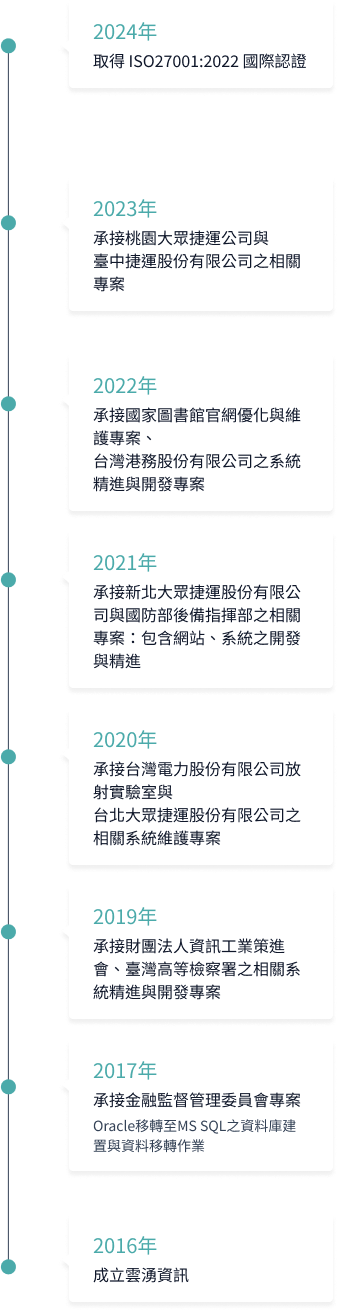 2024年
取得 ISO27001:2022 國際認證
2023年
承接桃園大眾捷運公司與
臺中捷運股份有限公司之相關
專案
2022年
承接國家圖書館官網優化與維
護專案、
台灣港務股份有限公司之系統
精進與開發專案
2021年
承接新北大眾捷運股份有限公
司與國防部後備指揮部之相關
專案：包含網站、系統之開發
與精進
2020年
承接台灣電力股份有限公司放
射實驗室與
台北大眾捷運股份有限公司之
相關系統維護專案
2019年
承接財團法人資訊工業策進
會、臺灣高等檢察署之相關系
統精進與開發專案
2017年
承接金融監督管理委員會專案
Oracle移轉至MS SQL之資料庫建
置與資料移轉作業
2016年
成立雲湧資訊